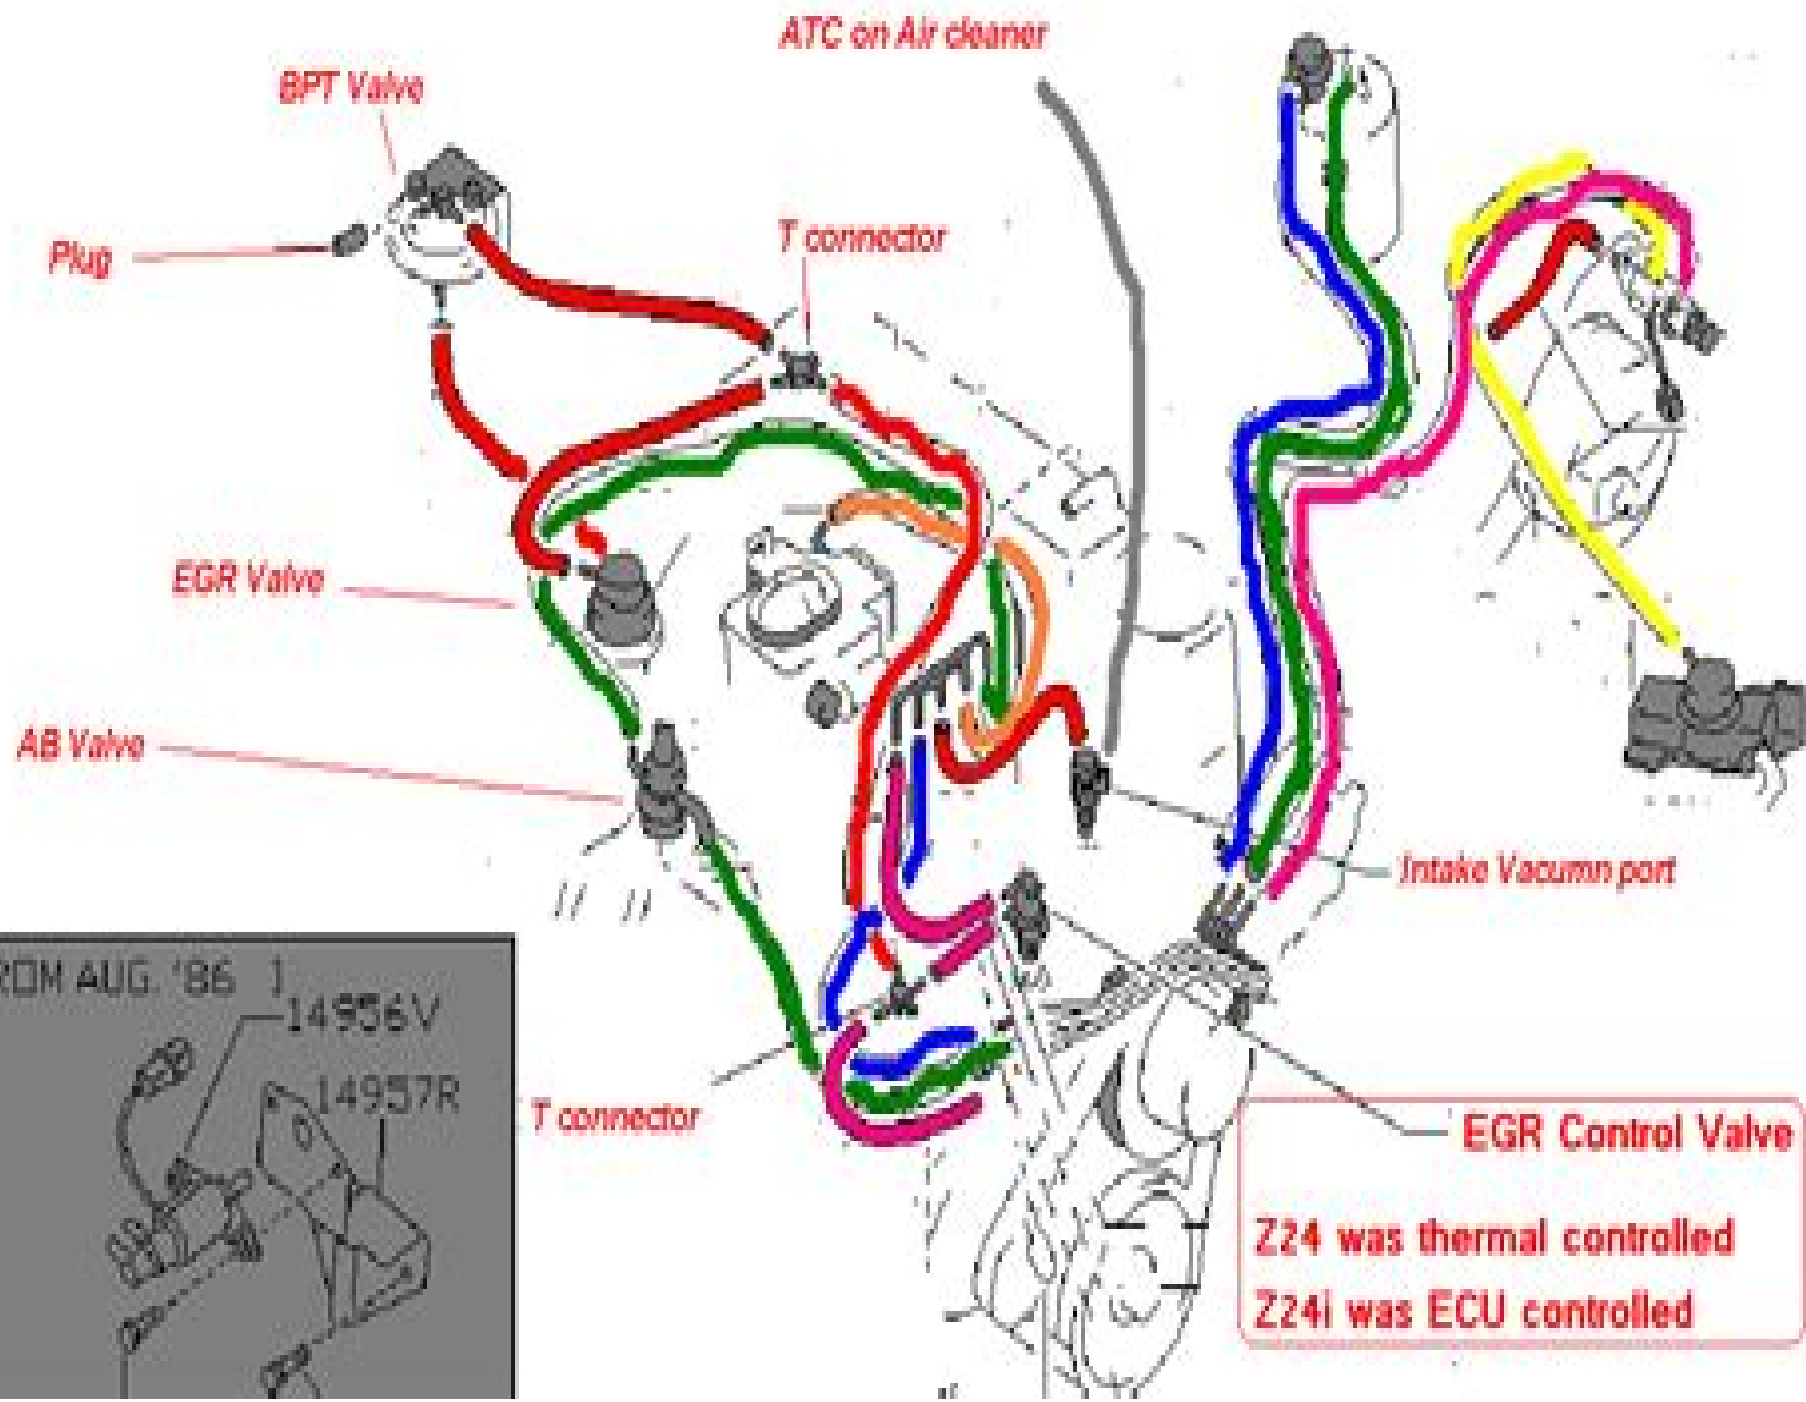 ATC on Air cleaner
BPT Valve
T connector
Plug
EGR Valve
AB Valve
Intake Vacumn port
ROM AUG. '86 ]
14956V
14957R
T connector
EGR Control Valve
Z24 was thermal controlled
Z24i was ECU controlled